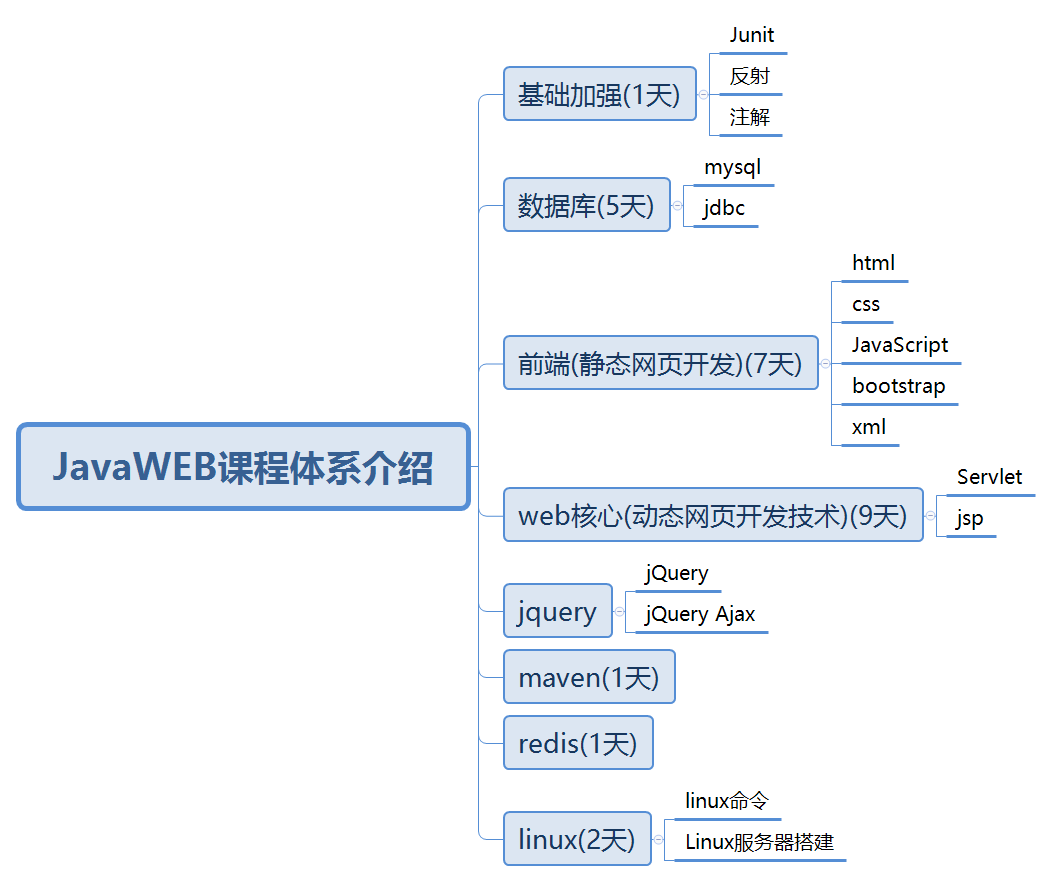 JavaWEB课程体系介绍
基础加强(1天)
Junit
反射
注解
数据库(5天)
mysql
jdbc
前端(静态网页开发)(7天)
html
css
JavaScript
bootstrap
xml
web核心(动态网页开发技术)(9天)
Servlet
jsp
jquery
jQuery
jQuery Ajax
maven(1天)
redis(1天)
linux(2天)
linux命令
Linux服务器搭建